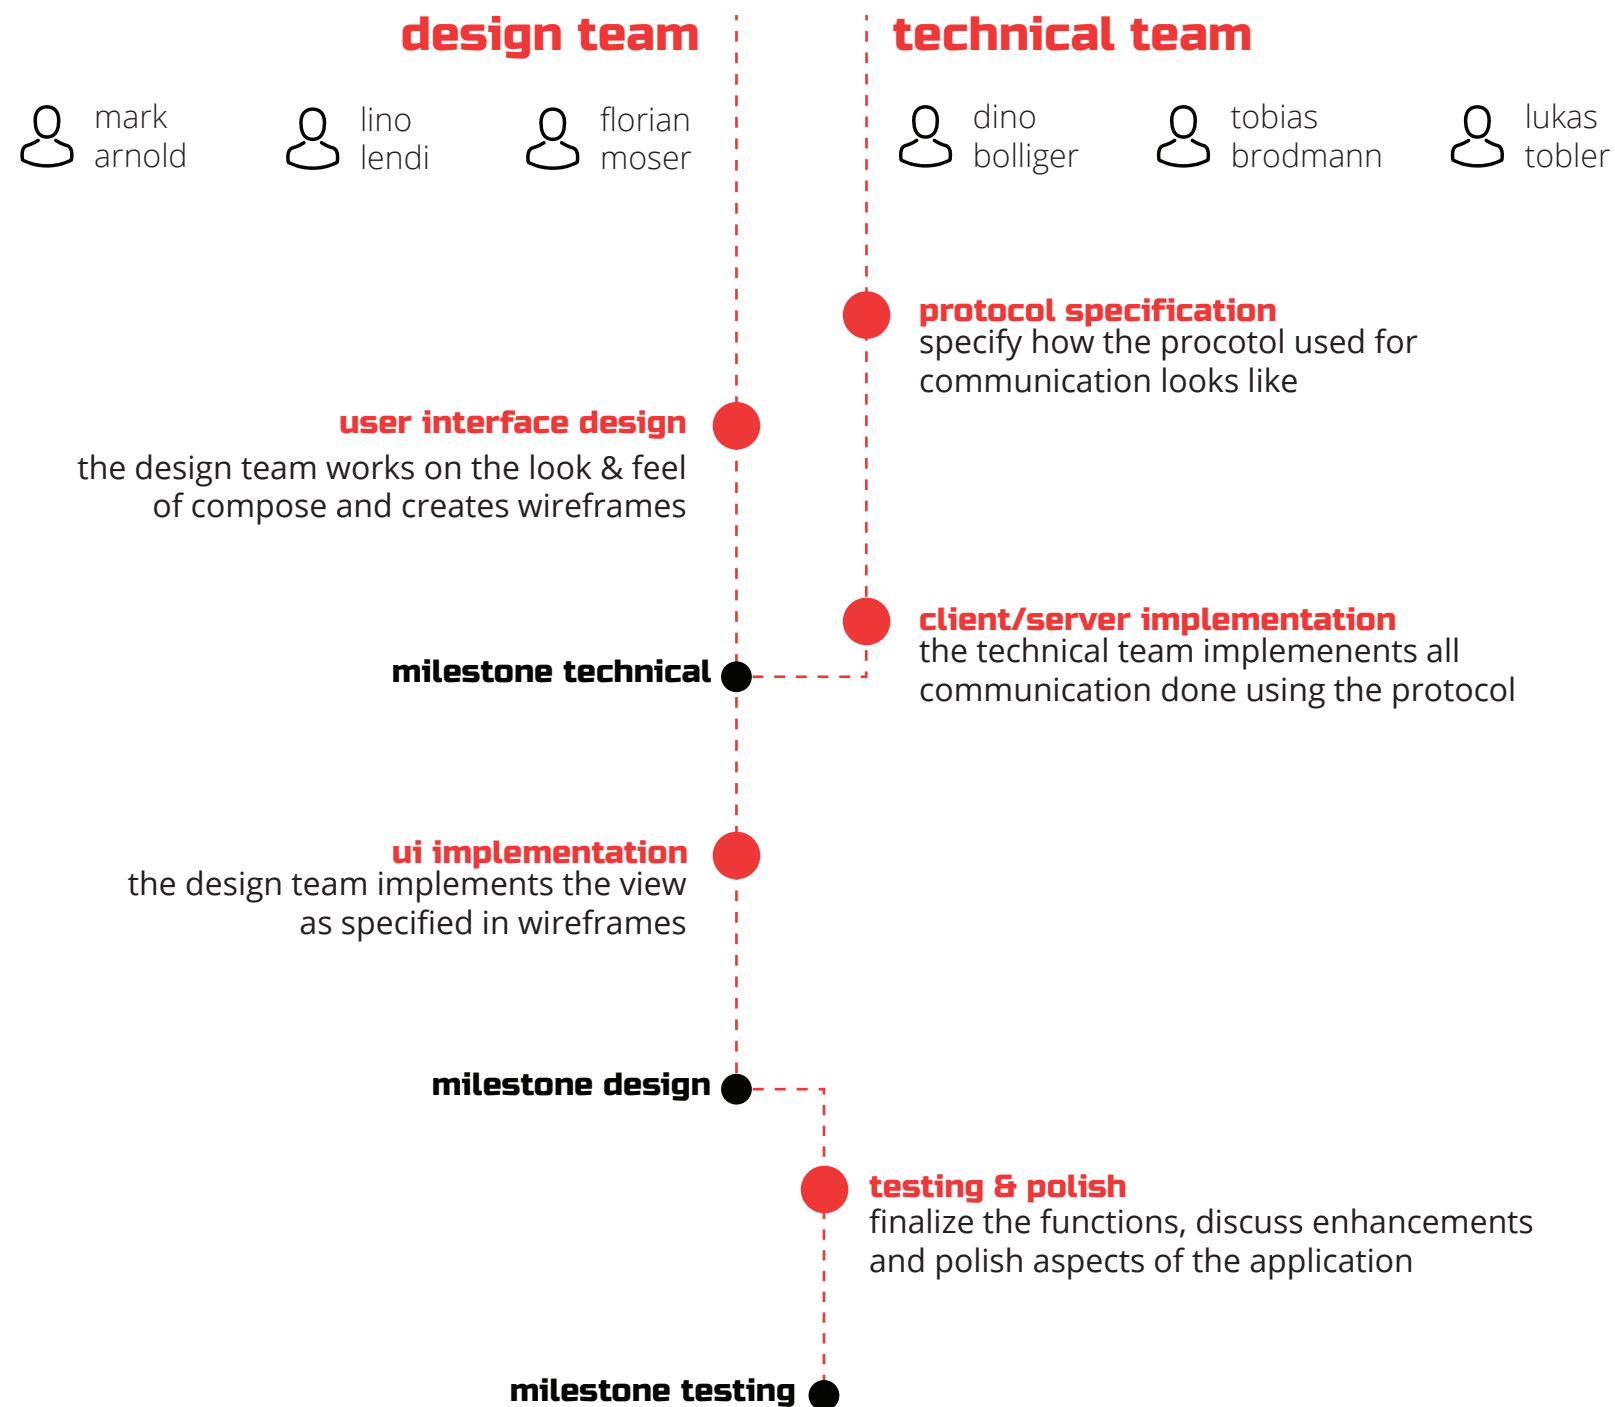 design team
technical team
mark
arnold
lino
lendi
florian
moser
dino
bolliger
tobias
brodmann
lukas
tobler
protocol specification
specify how the procotol used for
communication looks like
user interface design
the design team works on the look & feel
of compose and creates wireframes
client/server implementation
the technical team implemenents all
communication done using the protocol
milestone technical
ui implementation
the design team implements the view
as specified in wireframes
milestone design
testing & polish
finalize the functions, discuss enhancements
and polish aspects of the application
milestone testing